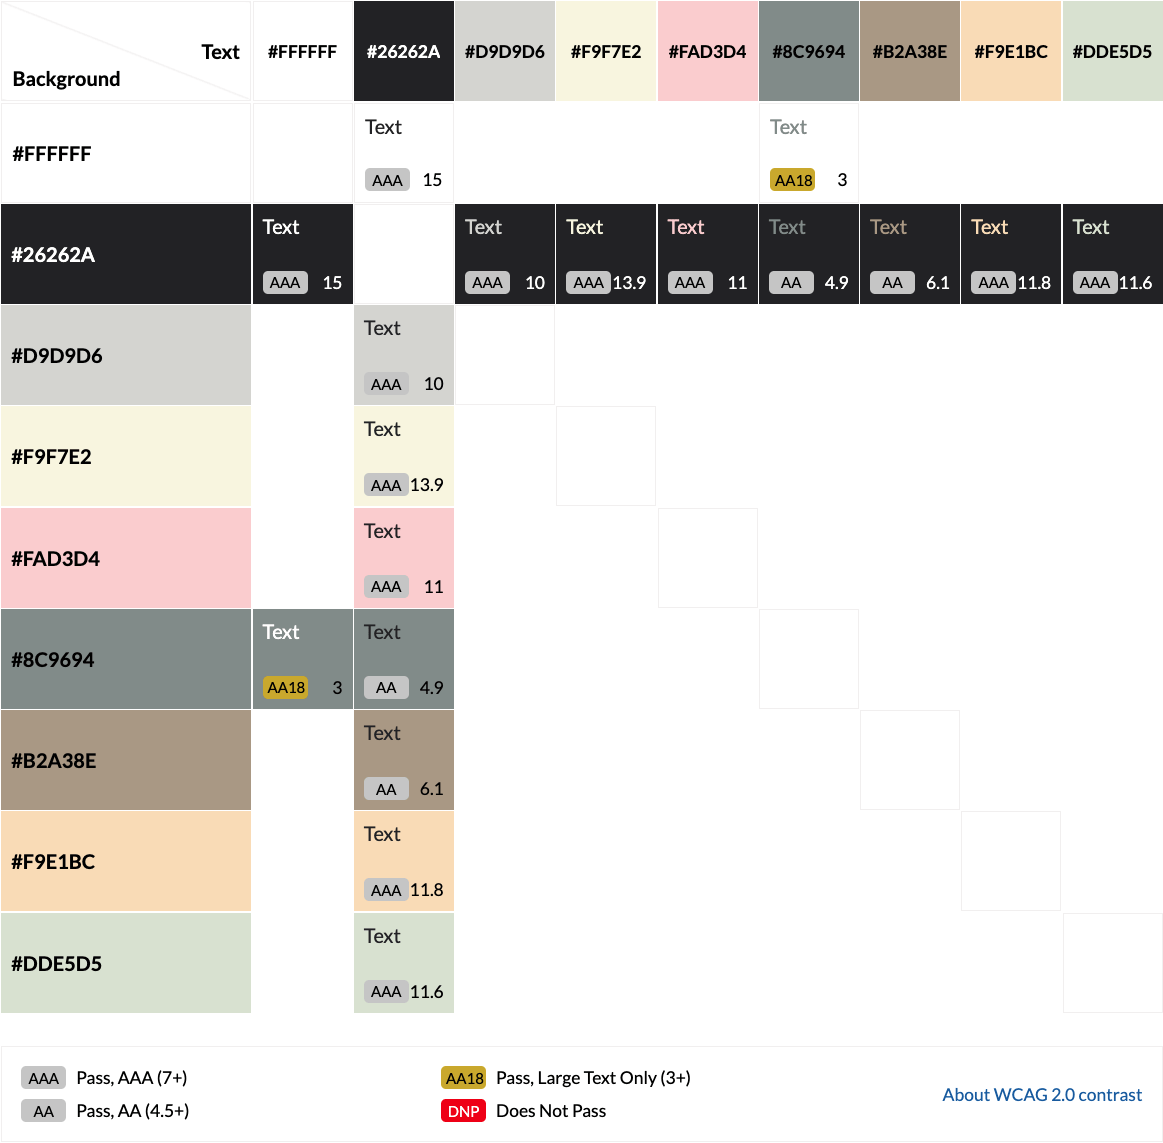 Text
Background
#FFFFFF #26262A #D9D9D6 #F9F7E2 #FAD3D4 #8C9694 #B2A38E #F9E1BC #DDE5D5
#FFFFFF
Text Text
AAA 15 AA18 3
#26262A
Text Text Text Text Text Text Text Text
AAA 15 AAA 10 AAA 13.9 AAA 11 AA 4.9 AA 6.1 AAA 11.8 AAA 11.6
#D9D9D6
Text
AAA 10
#F9F7E2
Text
AAA 13.9
#FAD3D4
Text
AAA 11
#8C9694
Text Text
AA18 3 AA 4.9
#B2A38E
Text
AA 6.1
#F9E1BC
Text
AAA 11.8
#DDE5D5
Text
AAA 11.6
AAA Pass, AAA (7+)
AA Pass, AA (4.5+)
AA18 Pass, Large Text Only (3+)
DNP Does Not Pass
About WCAG 2.0 contrast